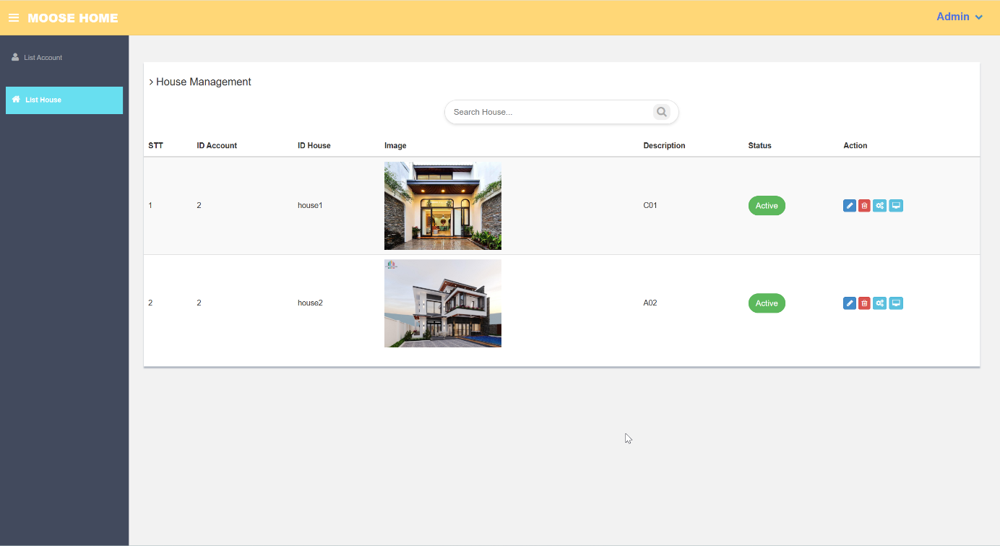 MOOSE HOME
Admin
List Account
List House
> House Management
Search House...
STT ID Account ID House Image Description Status Action
1 2 house1 C01 Active
2 2 house2 A02 Active